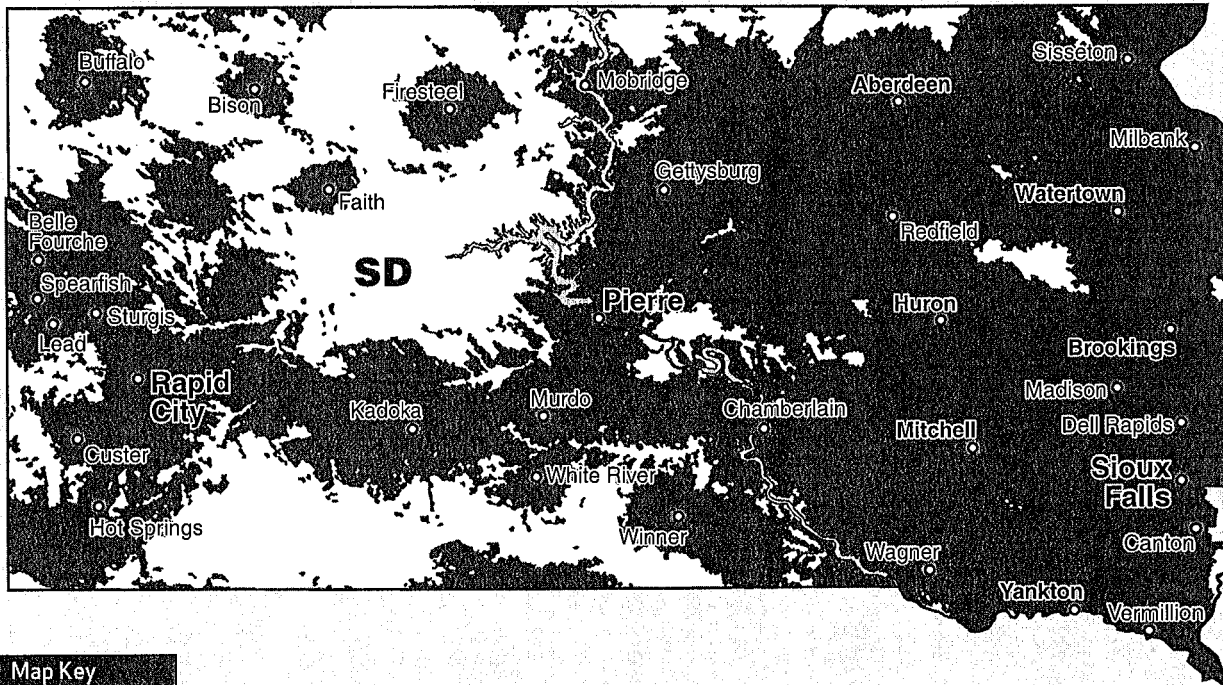 Buffalo
Bison
Firesteel
Mobridge
Aberdeen
Sisseton
Milbank
Faith
Gettysburg
Watertown
Belle
Fourche
Redfield
Spearfish
SD
Sturgis
Pierre
Huron
Lead
Brookings
Rapid
City
Kadoka
Murdo
Chamberlain
Madison
Dell Rapids
Mitchell
Custer
White River
Sioux
Falls
Hot Springs
Winner
Wagner
Canton
Yankton
Vermillion
Map Key